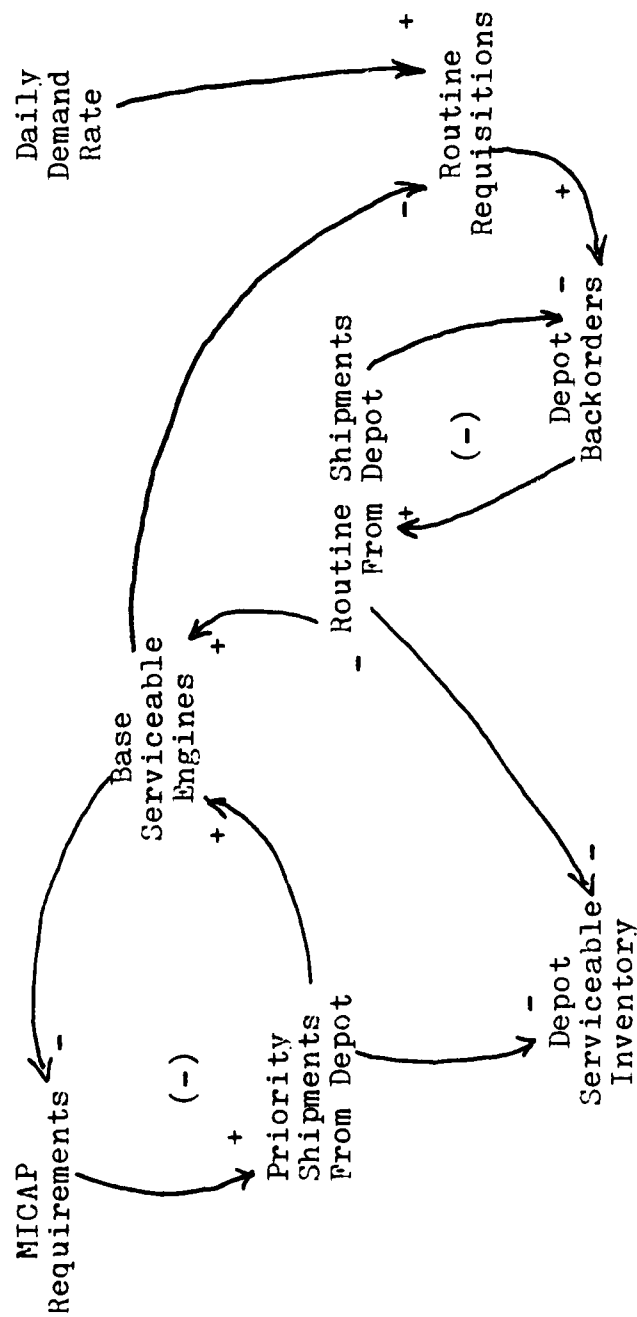 MICAP
Requirements
-
(-)
+
Priority
Shipments
From Depot
-
Depot
Serviceable
Inventory
-
Base
Serviceable
Engines
+
+
-
Routine Shipments
From Depot
+
(-)
-
Depot
Backorders
+
-
Routine
Requisitions
+
Daily
Demand
Rate